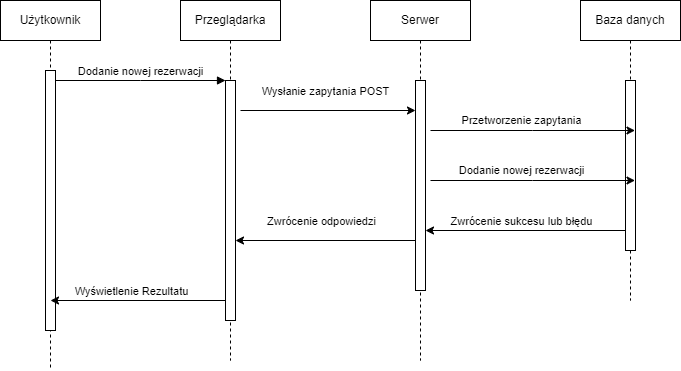 Użytkownik
Przeglądarka
Serwer
Baza danych
Dodanie nowej rezerwacji
Wysłanie zapytania POST
Przetworzenie zapytania
Dodanie nowej rezerwacji
Zwrócenie sukcesu lub błędu
Zwrócenie odpowiedzi
Wyświetlenie Rezultatu